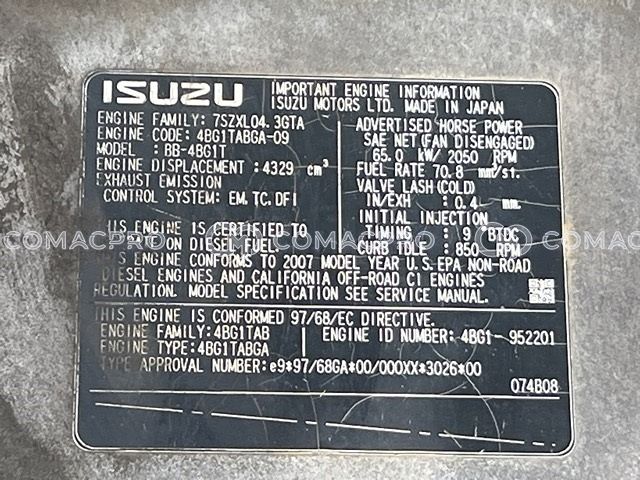 ISUZU
IMPORTANT ENGINE INFORMATION
ISUZU MOTORS LTD. MADE IN JAPAN
ENGINE FAMILY: 7SZXL04.3GTA
ENGINE CODE: 4BG1TABGA-09
MODEL : BB-4BG1T
ENGINE DISPLACEMENT:4329 cm³
EXHAUST EMISSION
CONTROL SYSTEM: EM,TC,DFI
ADVERTISED HORSE POWER
SAE NET(FAN DISENGAGED)
65.0 kW/ 2050 RPM
FUEL RATE 70.8 mm³/st.
VALVE LASH(COLD)
IN/EXH : 0.4 mm
INITIAL INJECTION
TIMING : 9 °BTDC
CURB IDLE : 850 RPM
THIS ENGINE IS CERTIFIED TO
OPERATE ON DIESEL FUEL.
THIS ENGINE CONFORMS TO 2007 MODEL YEAR U.S.EPA NON-ROAD
DIESEL ENGINES AND CALIFORNIA OFF-ROAD CI ENGINES
REGULATION. MODEL SPECIFICATION SEE SERVICE MANUAL.
COMACPRO COMACPRO COMACPRO
THIS ENGINE IS CONFORMED 97/68/EC DIRECTIVE.
ENGINE FAMILY:4BG1TAB
ENGINE ID NUMBER: 4BG1-952201
ENGINE TYPE:4BG1TABGA
TYPE APPROVAL NUMBER:e9*97/68GA*00/000XX*3026*00
074B08